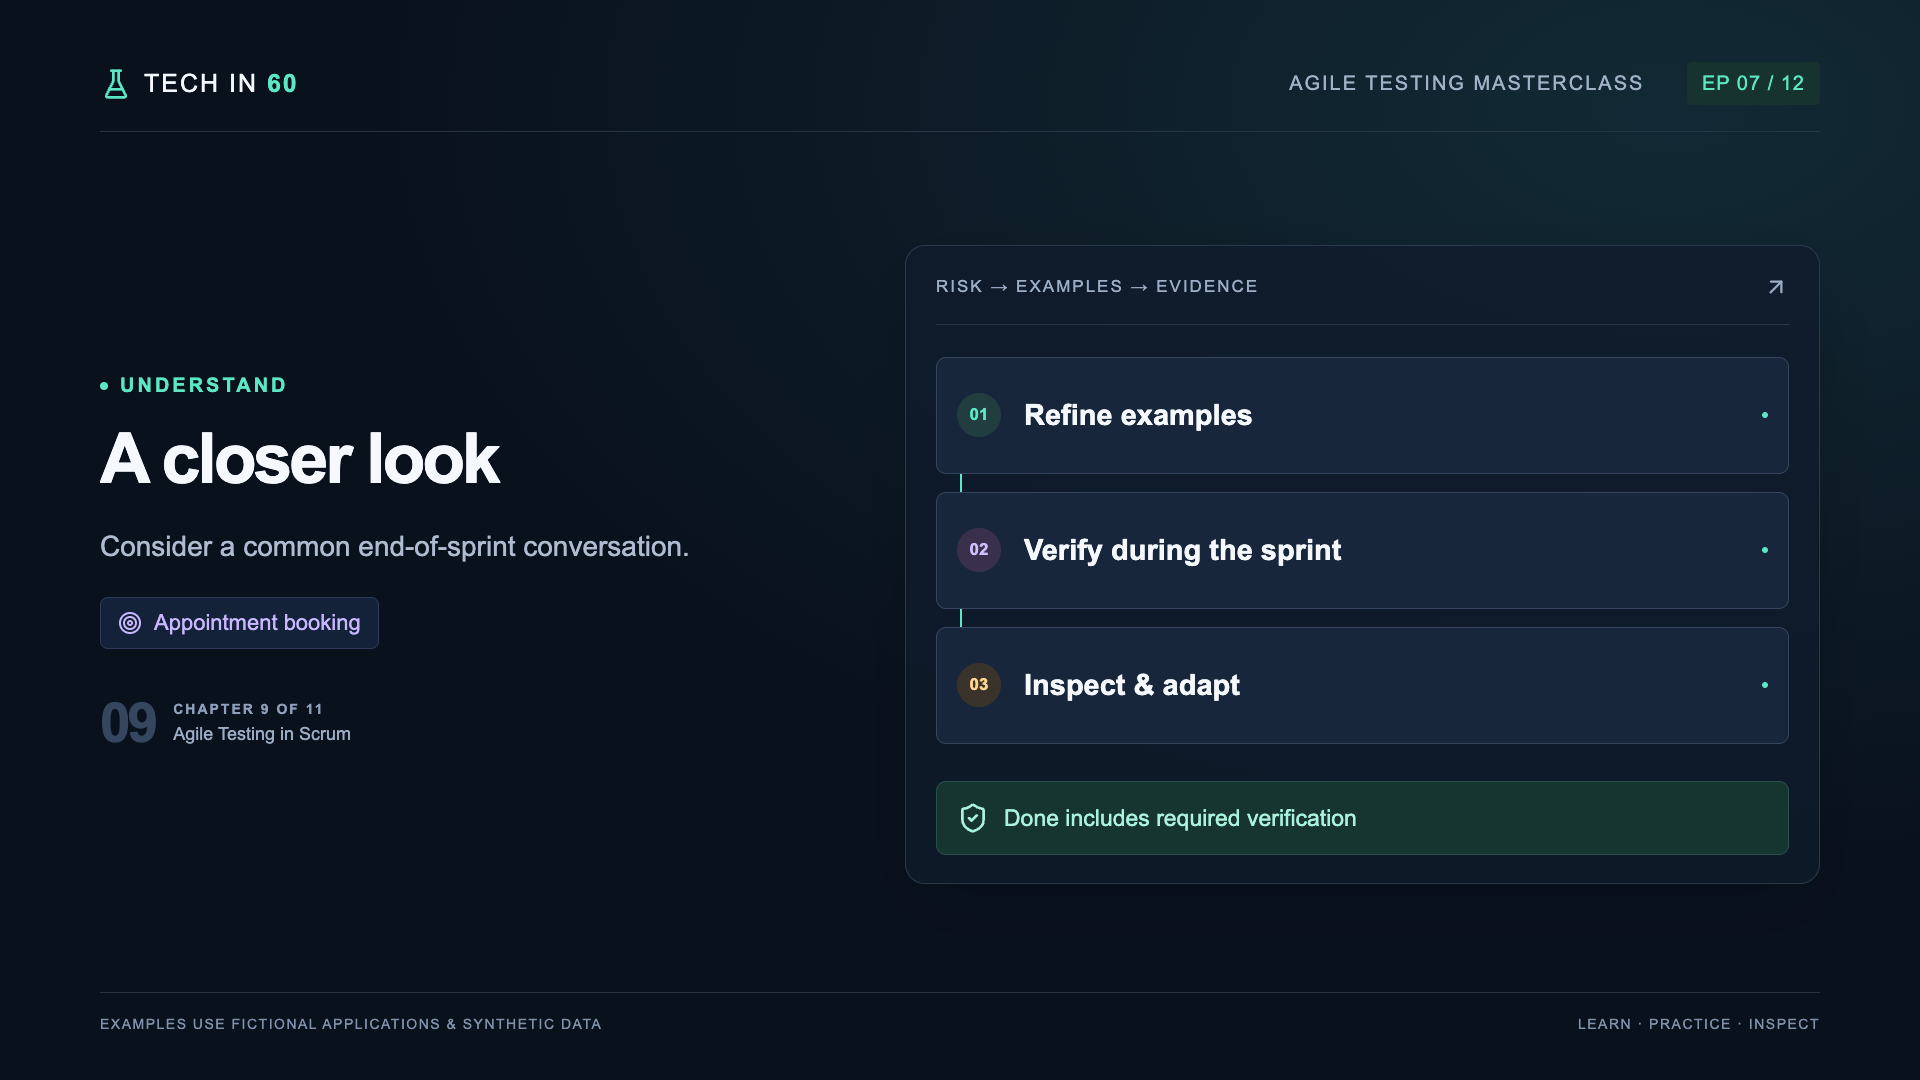 TECH IN 60
AGILE TESTING MASTERCLASS
EP 07 / 12
UNDERSTAND
A closer look
Consider a common end-of-sprint conversation.
Appointment booking
09
CHAPTER 9 OF 11
Agile Testing in Scrum
RISK → EXAMPLES → EVIDENCE
01 Refine examples
02 Verify during the sprint
03 Inspect & adapt
Done includes required verification
EXAMPLES USE FICTIONAL APPLICATIONS & SYNTHETIC DATA
LEARN · PRACTICE · INSPECT